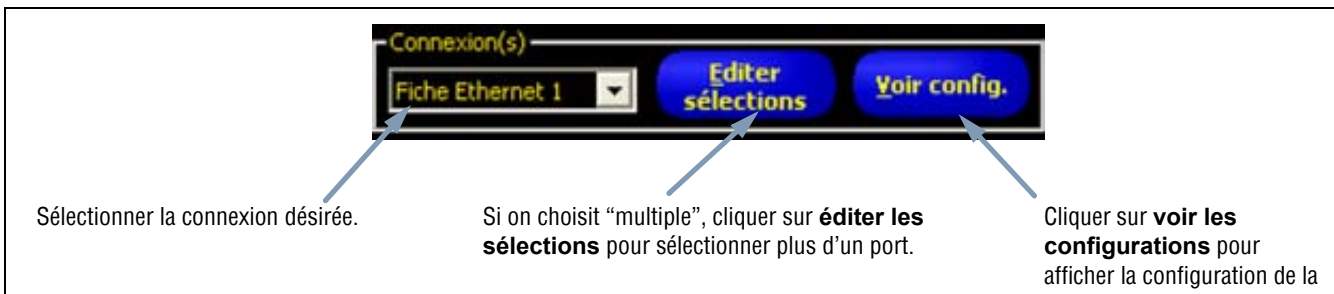 Connexion(s)
Fiche Ethernet 1
Editer
sélections
Voir config.
Sélectionner la connexion désirée.
Si on choisit “multiple”, cliquer sur éditer les
sélections pour sélectionner plus d’un port.
Cliquer sur voir les
configurations pour
afficher la configuration de la